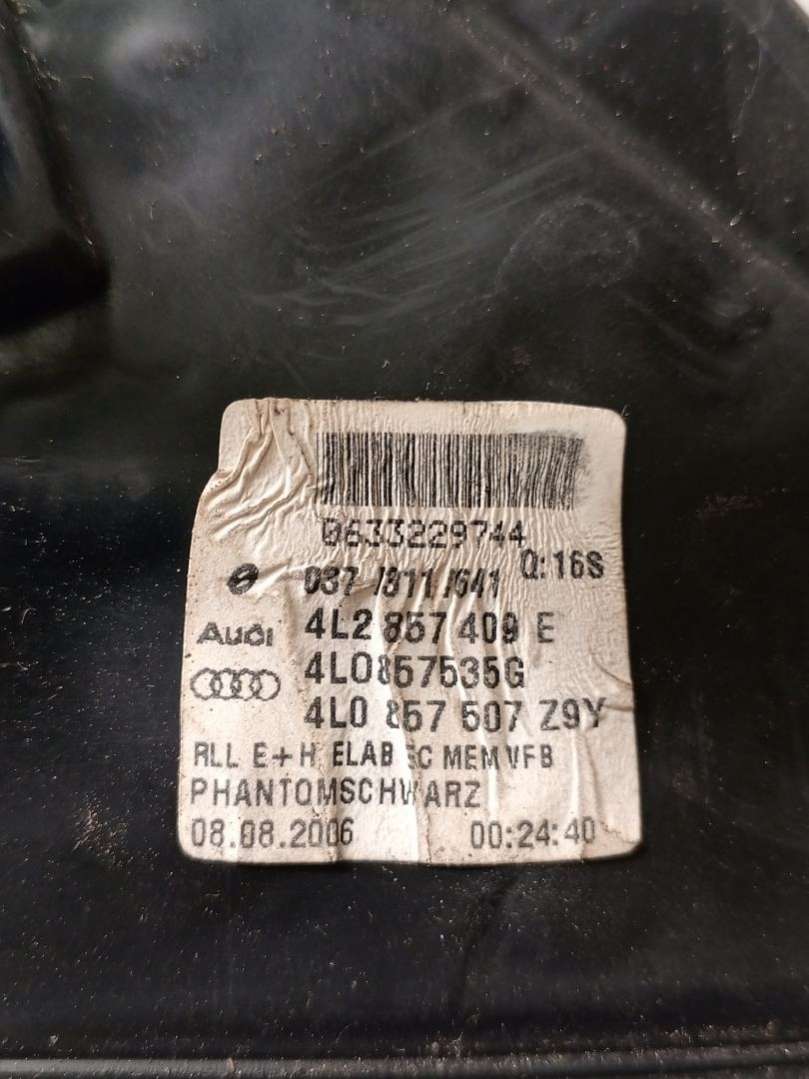 0633229744
Q:16S
037 /811 /641
Audi
4L2 857 409 E
4L0857535G
4L0 857 507 Z9Y
RLL E+H ELAB EC MEM VFB
PHANTOMSCHWARZ
08.08.2006 00:24:40